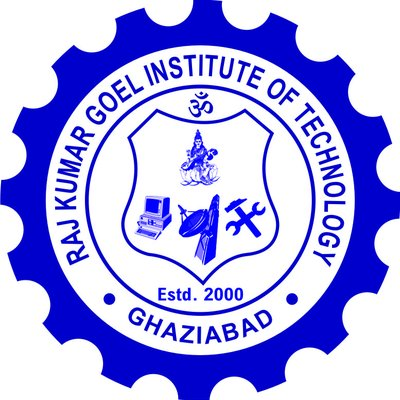 RAJ KUMAR GOEL INSTITUTE OF TECHNOLOGY
ॐ
Estd. 2000
• GHAZIABAD •